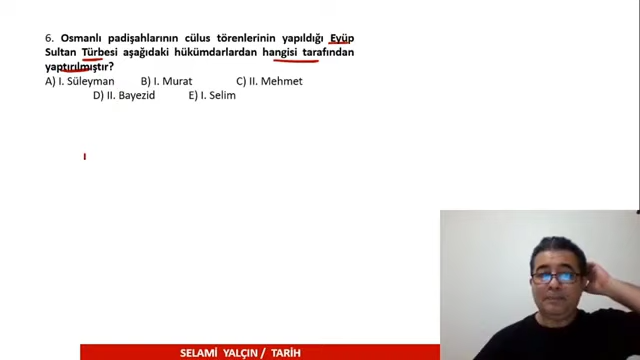 6. Osmanlı padişahlarının cülus törenlerinin yapıldığı Eyüp
Sultan Türbesi aşağıdaki hükümdarlardan hangisi tarafından
yaptırılmıştır?
A) I. Süleyman B) I. Murat C) II. Mehmet
D) II. Bayezid E) I. Selim
SELAMİ YALÇIN / TARİH